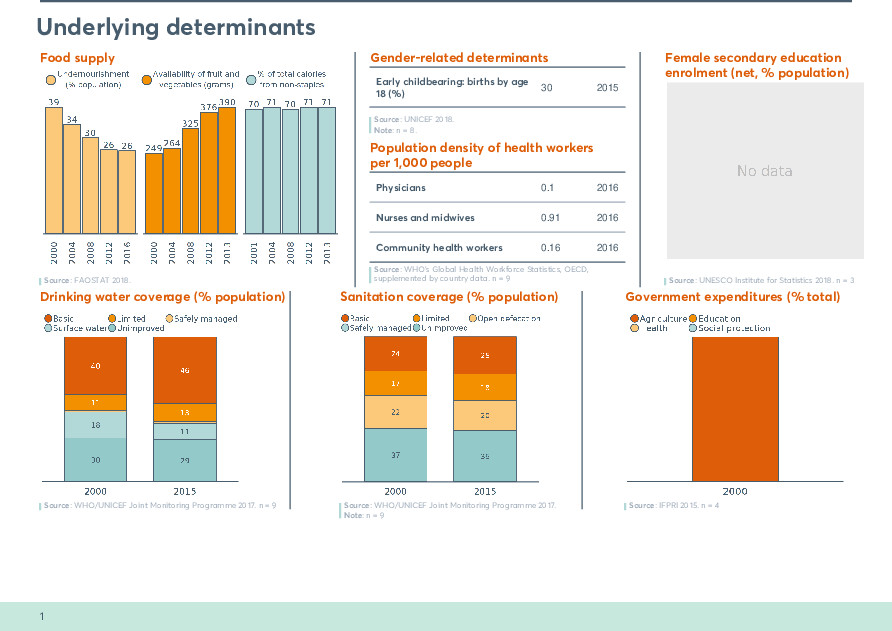 Underlying determinants
Food supply
Undernourishment (% population)
Availability of fruit and vegetables (grams)
% of total calories from non-staples
39 34 30 26 26
249 264 325 376 390
70 71 70 71 71
2000 2004 2008 2012 2016
2000 2004 2008 2012 2013
2001 2004 2008 2012 2013
Source: FAOSTAT 2018.
Gender-related determinants
Early childbearing: births by age 18 (%) 30 2015
Source: UNICEF 2018.
Note: n = 8.
Population density of health workers
per 1,000 people
Physicians 0.1 2016
Nurses and midwives 0.91 2016
Community health workers 0.16 2016
Source: WHO's Global Health Workforce Statistics, OECD,
supplemented by country data. n = 9
Female secondary education
enrolment (net, % population)
No data
Source: UNESCO Institute for Statistics 2018. n = 3
Drinking water coverage (% population)
Basic Limited Safely managed
Surface water Unimproved
40 46
11 13
18 11
30 29
2000 2015
Source: WHO/UNICEF Joint Monitoring Programme 2017. n = 9
Sanitation coverage (% population)
Basic Limited Open defecation
Safely managed Unimproved
24 25
17 18
22 20
37 35
2000 2015
Source: WHO/UNICEF Joint Monitoring Programme 2017.
Note: n = 9
Government expenditures (% total)
Agriculture Education
Health Social protection
2000
Source: IFPRI 2015. n = 4
1